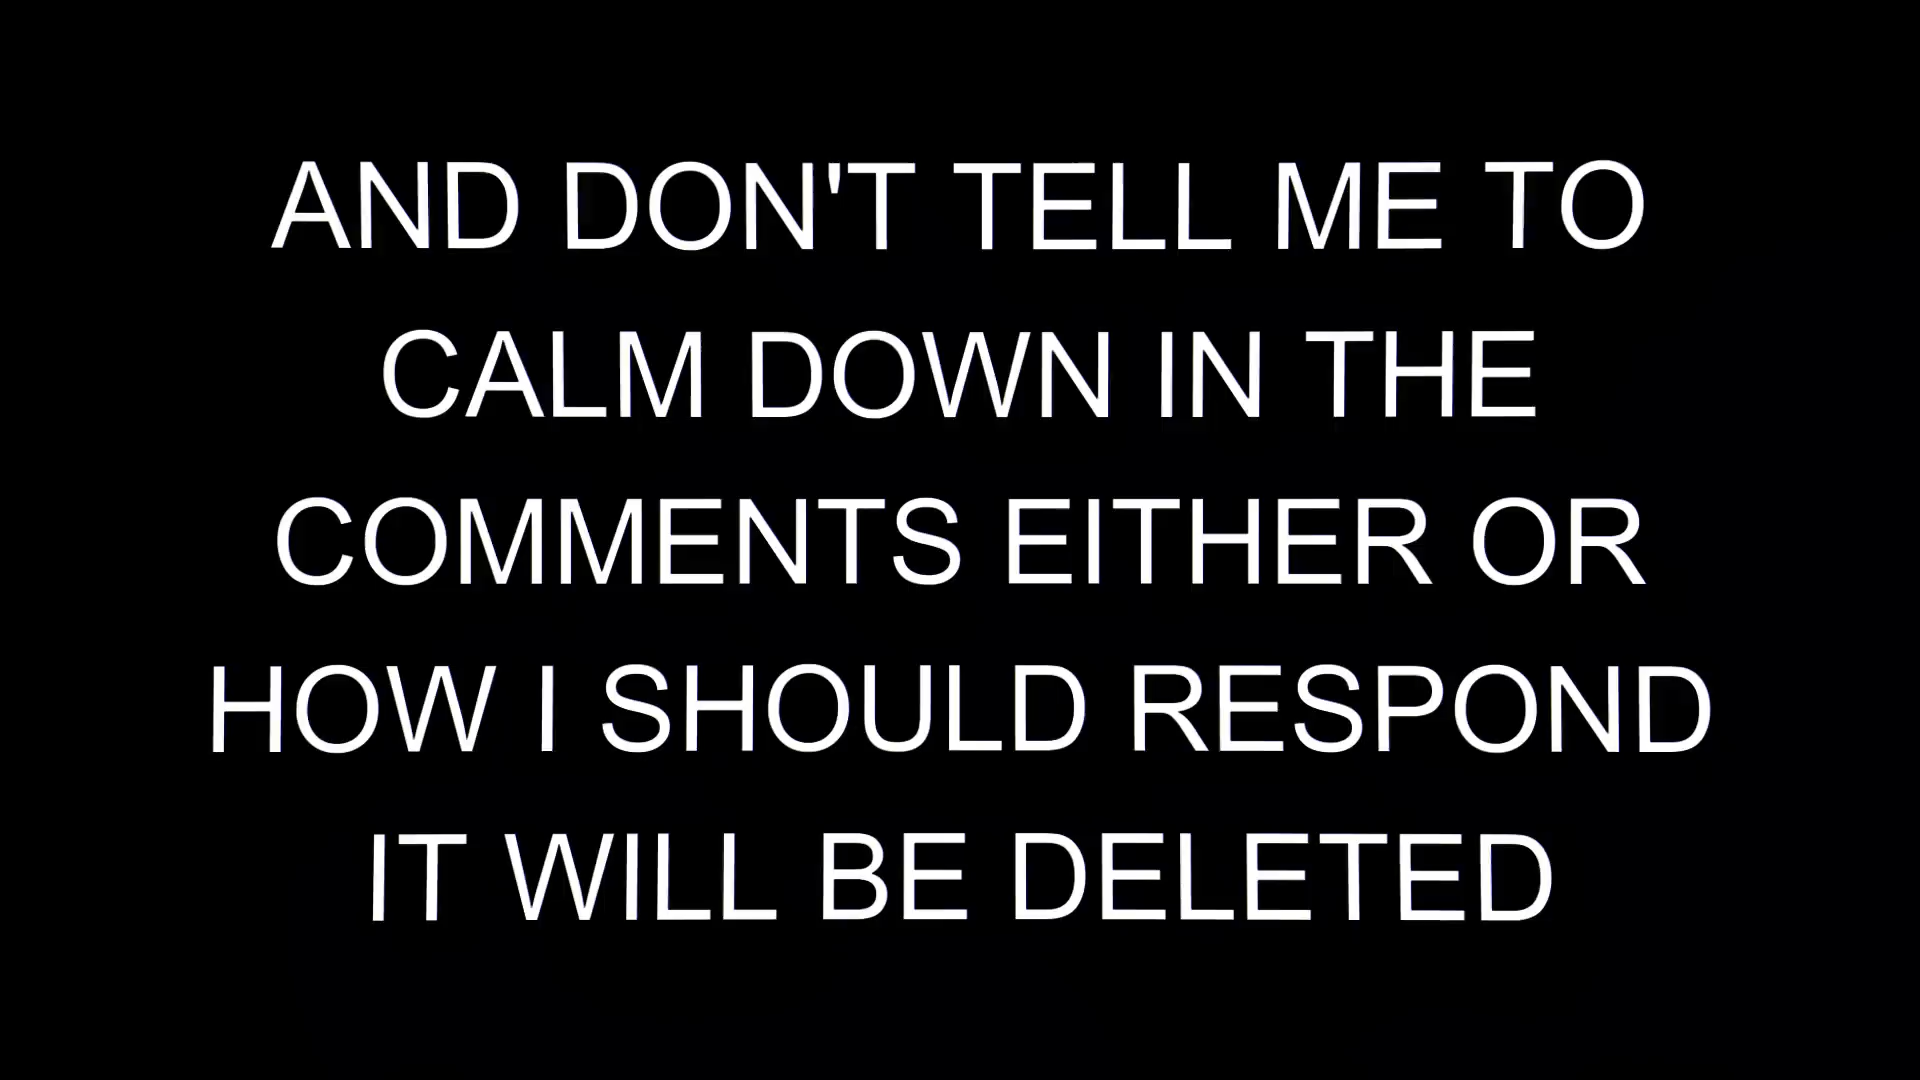 AND DON'T TELL ME TO
CALM DOWN IN THE
COMMENTS EITHER OR
HOW I SHOULD RESPOND
IT WILL BE DELETED